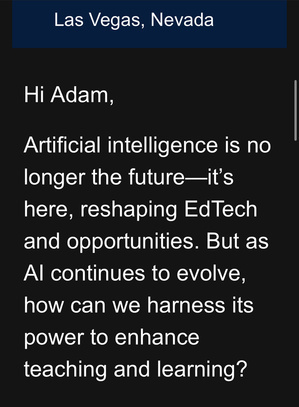 Las Vegas, Nevada
Hi Adam,
Artificial intelligence is no
longer the future—it’s
here, reshaping EdTech
and opportunities. But as
AI continues to evolve,
how can we harness its
power to enhance
teaching and learning?